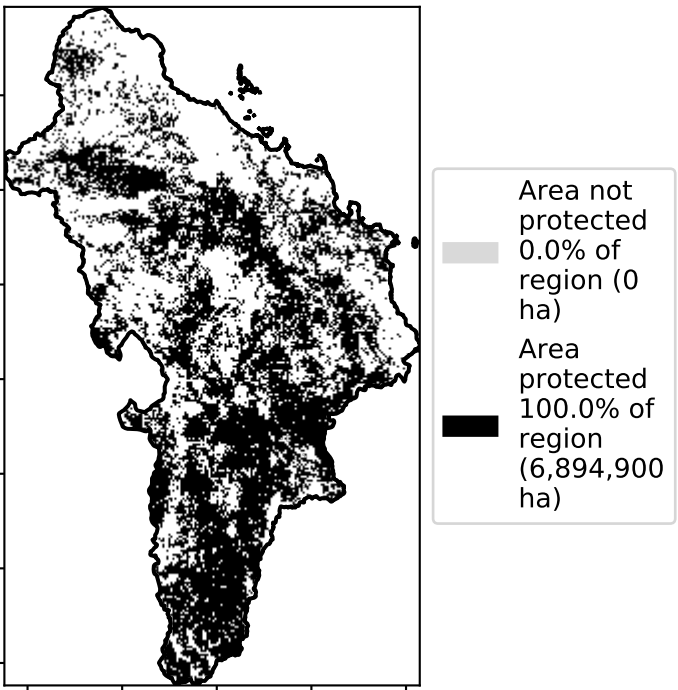 Area not
protected
0.0% of
region (0
ha)
Area
protected
100.0% of
region
(6,894,900
ha)